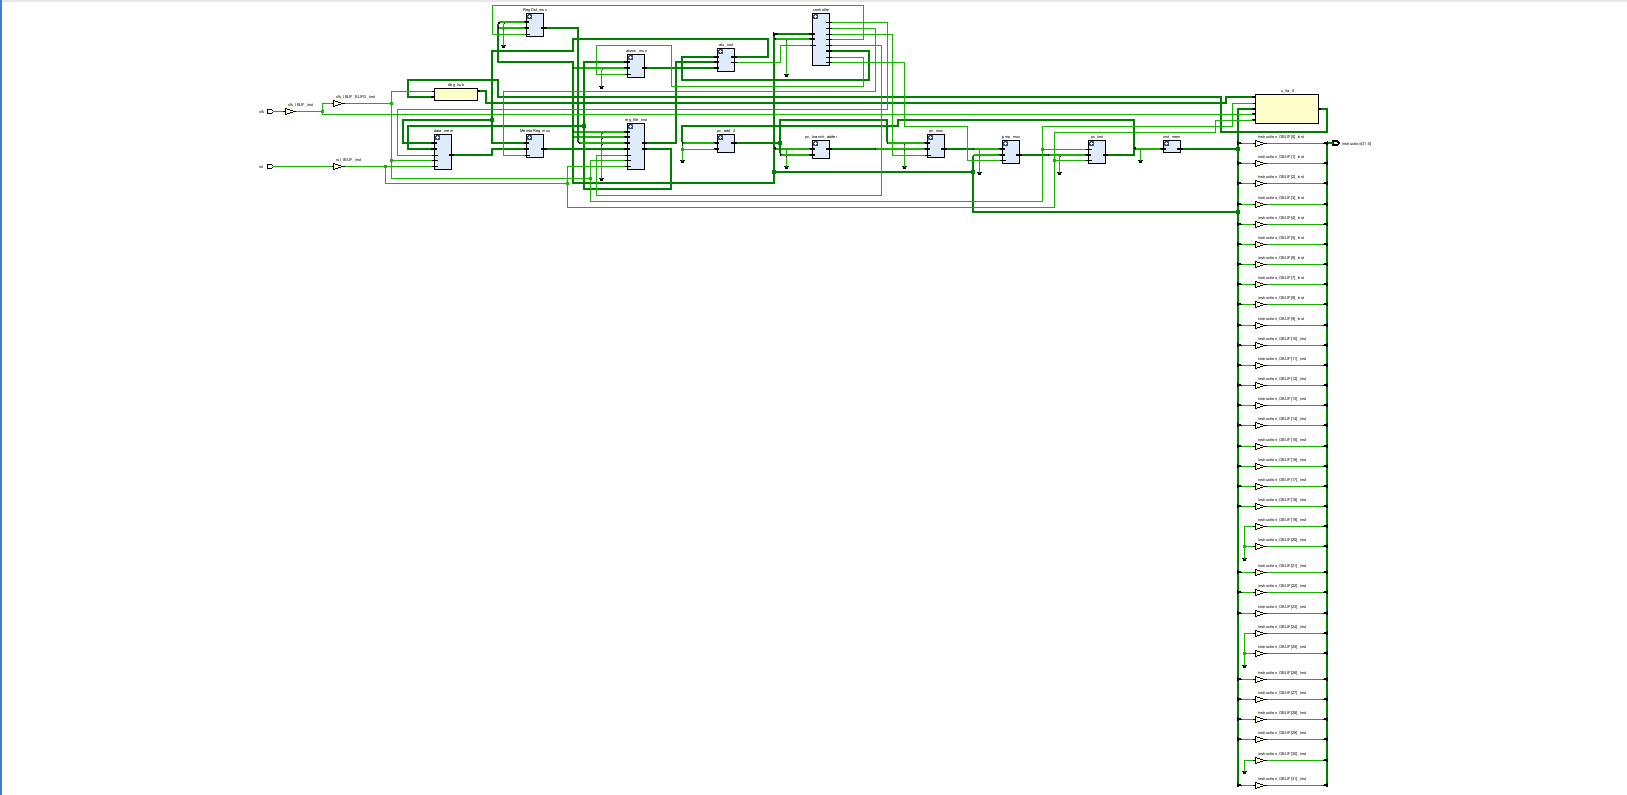 RegDst_mux
controller
alusrc_mux
alu_inst
dbg_hub
u_ila_0
clk_IBUF_BUFG_inst
clk_IBUF_inst
clk
reg_file_inst
data_mem
MemtoReg_mux
pc_add_4
pc_branch_adder
pc_mux
jump_mux
pc_inst
inst_mem
instruction_OBUF[0]_inst
instruction[31:0]
rst_IBUF_inst
rst
instruction_OBUF[1]_inst
instruction_OBUF[2]_inst
instruction_OBUF[3]_inst
instruction_OBUF[4]_inst
instruction_OBUF[5]_inst
instruction_OBUF[6]_inst
instruction_OBUF[7]_inst
instruction_OBUF[8]_inst
instruction_OBUF[9]_inst
instruction_OBUF[10]_inst
instruction_OBUF[11]_inst
instruction_OBUF[12]_inst
instruction_OBUF[13]_inst
instruction_OBUF[14]_inst
instruction_OBUF[15]_inst
instruction_OBUF[16]_inst
instruction_OBUF[17]_inst
instruction_OBUF[18]_inst
instruction_OBUF[19]_inst
instruction_OBUF[20]_inst
instruction_OBUF[21]_inst
instruction_OBUF[22]_inst
instruction_OBUF[23]_inst
instruction_OBUF[24]_inst
instruction_OBUF[25]_inst
instruction_OBUF[26]_inst
instruction_OBUF[27]_inst
instruction_OBUF[28]_inst
instruction_OBUF[29]_inst
instruction_OBUF[30]_inst
instruction_OBUF[31]_inst